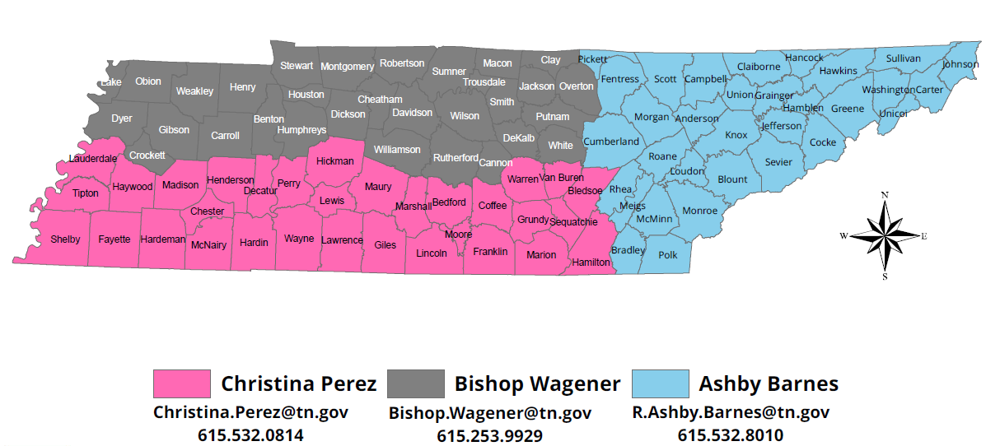 Stewart Montgomery Robertson Sumner Macon Clay Pickett
Claiborne Hancock Hawkins Sullivan Johnson
Lake Obion Weakley Henry Houston Trousdale Jackson Overton Fentress Scott Campbell
Union Grainger Washington Carter
Cheatham Smith
Dyer Gibson Carroll Benton Humphreys Dickson Davidson Wilson Putnam Morgan Anderson Hamblen Greene Unicoi
Jefferson Knox
Crockett Williamson Rutherford Cannon DeKalb White Cumberland Roane Loudon Blount Sevier Cocke
Lauderdale Haywood Madison Henderson Decatur Perry Hickman Maury Warren Van Buren Bledsoe Rhea
Tipton Chester Lewis Marshall Bedford Coffee Grundy Sequatchie Meigs McMinn Monroe
Shelby Fayette Hardeman McNairy Hardin Wayne Lawrence Giles Lincoln Moore Franklin Marion Hamilton Bradley Polk
N
W E
S
Christina Perez Bishop Wagener Ashby Barnes
Christina.Perez@tn.gov Bishop.Wagener@tn.gov R.Ashby.Barnes@tn.gov
615.532.0814 615.253.9929 615.532.8010